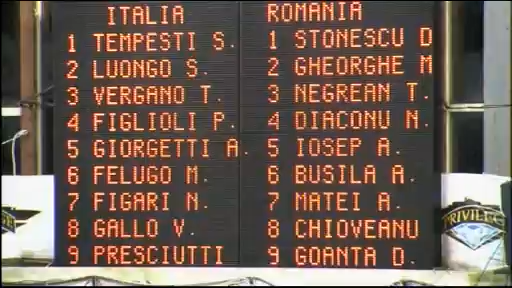 ITALIA ROMANIA
1 TEMPESTI S. 1 STONESCU D
2 LUONGO S. 2 GHEORGHE M
3 VERGANO T. 3 NEGREAN T.
4 FIGLIOLI P. 4 DIACONU N.
5 GIORGETTI A. 5 IOSEP A.
6 FELUGO M. 6 BUSILA A.
7 FIGARI N. 7 MATEI A.
8 GALLO V. 8 CHIOVEANU
9 PRESCIUTTI 9 GOANTA D.